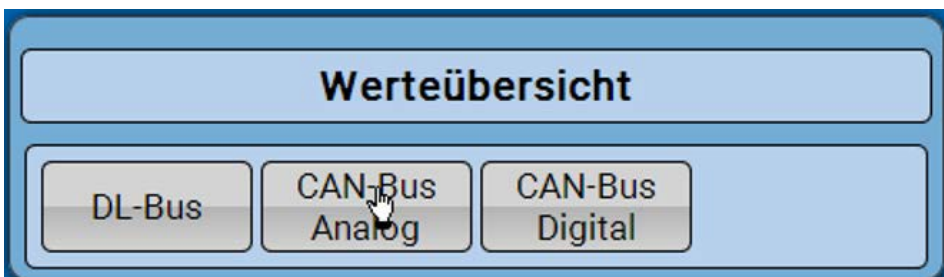 Werteübersicht
DL-Bus
CAN-Bus
Analog
CAN-Bus
Digital